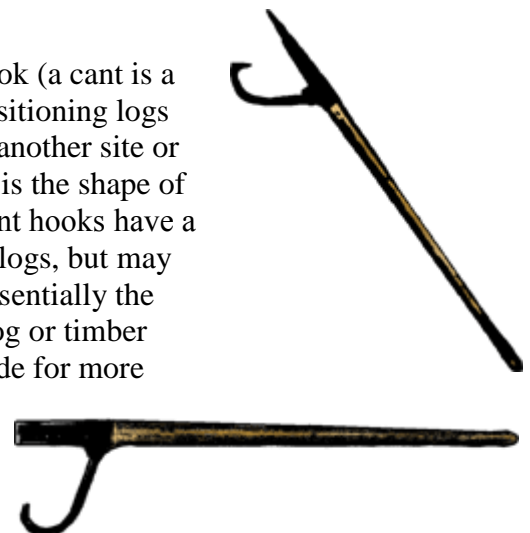 ok (a cant is a
sitioning logs
another site or
is the shape of
nt hooks have a
logs, but may
sentially the
og or timber
de for more